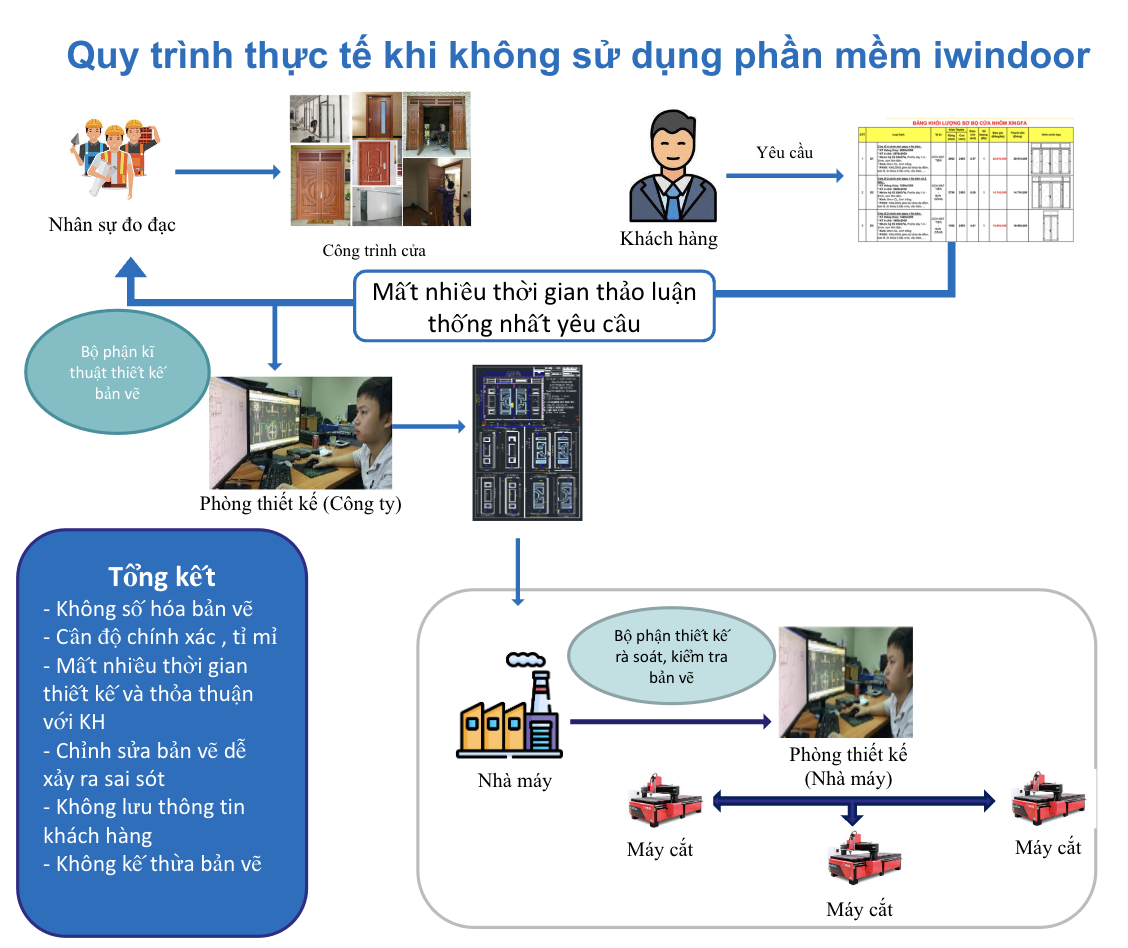 Quy trình thực tế khi không sử dụng phần mềm iwindoor
Nhân sự đo đạc
Công trình cửa
Khách hàng
Yêu cầu
BẢNG KHỐI LƯỢNG SƠ BỘ CỬA NHÔM XINGFA
Mất nhiều thời gian thảo luận
thống nhất yêu cầu
Bộ phận kĩ
thuật thiết kế
bản vẽ
Phòng thiết kế (Công ty)
Tổng kết
- Không số hóa bản vẽ
- Cần độ chính xác , tỉ mỉ
- Mất nhiều thời gian
thiết kế và thỏa thuận
với KH
- Chỉnh sửa bản vẽ dễ
xảy ra sai sót
- Không lưu thông tin
khách hàng
- Không kế thừa bản vẽ
Bộ phận thiết kế
rà soát, kiểm tra
bản vẽ
Nhà máy
Phòng thiết kế
(Nhà máy)
Máy cắt
Máy cắt
Máy cắt